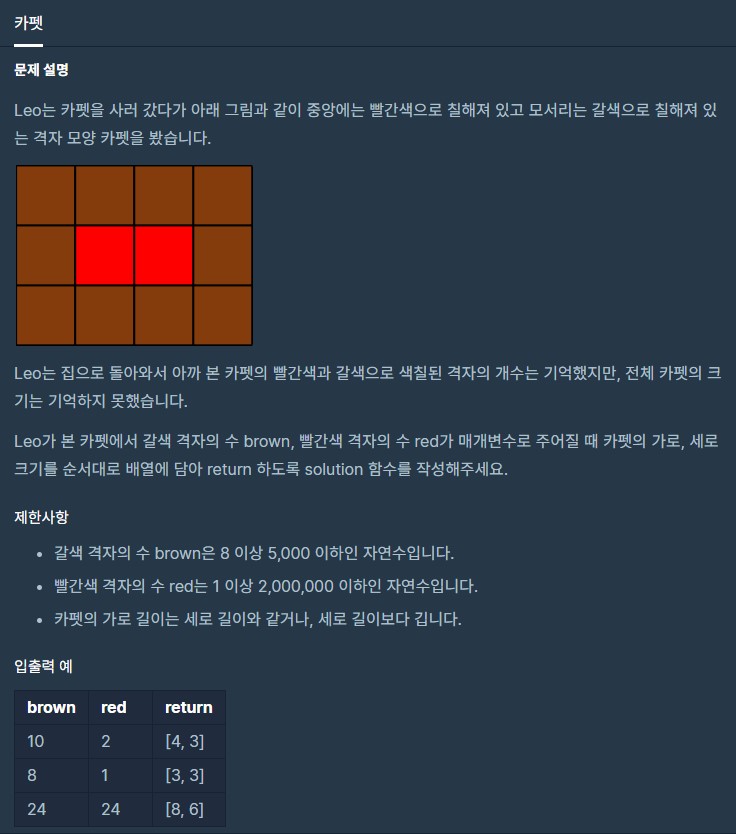 카펫
문제 설명
Leo는 카펫을 사러 갔다가 아래 그림과 같이 중앙에는 빨간색으로 칠해져 있고 모서리는 갈색으로 칠해져 있
는 격자 모양 카펫을 봤습니다.
Leo는 집으로 돌아와서 아까 본 카펫의 빨간색과 갈색으로 색칠된 격자의 개수는 기억했지만, 전체 카펫의 크
기는 기억하지 못했습니다.
Leo가 본 카펫에서 갈색 격자의 수 brown, 빨간색 격자의 수 red가 매개변수로 주어질 때 카펫의 가로, 세로
크기를 순서대로 배열에 담아 return 하도록 solution 함수를 작성해주세요.
제한사항
• 갈색 격자의 수 brown은 8 이상 5,000 이하인 자연수입니다.
• 빨간색 격자의 수 red는 1 이상 2,000,000 이하인 자연수입니다.
• 카펫의 가로 길이는 세로 길이와 같거나, 세로 길이보다 깁니다.
입출력 예
brown red return
10 2 [4, 3]
8 1 [3, 3]
24 24 [8, 6]